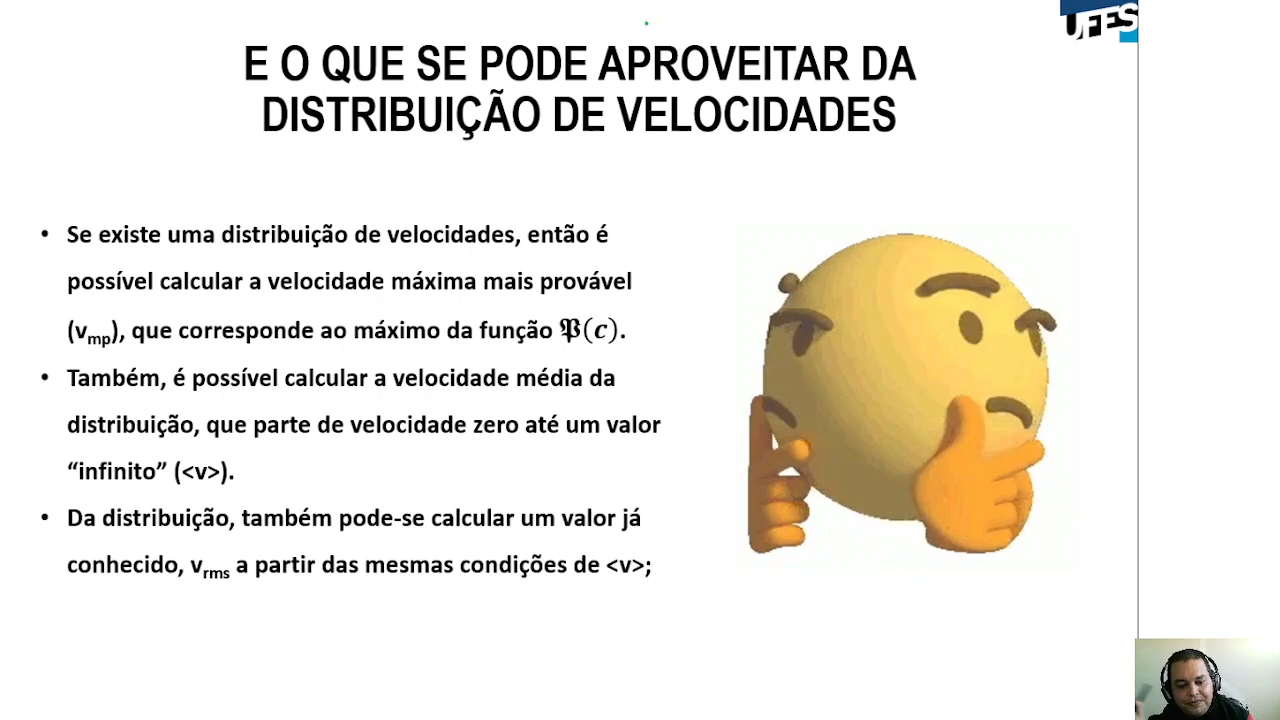 UFES
E O QUE SE PODE APROVEITAR DA
DISTRIBUIÇÃO DE VELOCIDADES
• Se existe uma distribuição de velocidades, então é
possível calcular a velocidade máxima mais provável
(vmp), que corresponde ao máximo da função 𝕻(c).
• Também, é possível calcular a velocidade média da
distribuição, que parte de velocidade zero até um valor
“infinito” (<v>).
• Da distribuição, também pode-se calcular um valor já
conhecido, vrms a partir das mesmas condições de <v>;